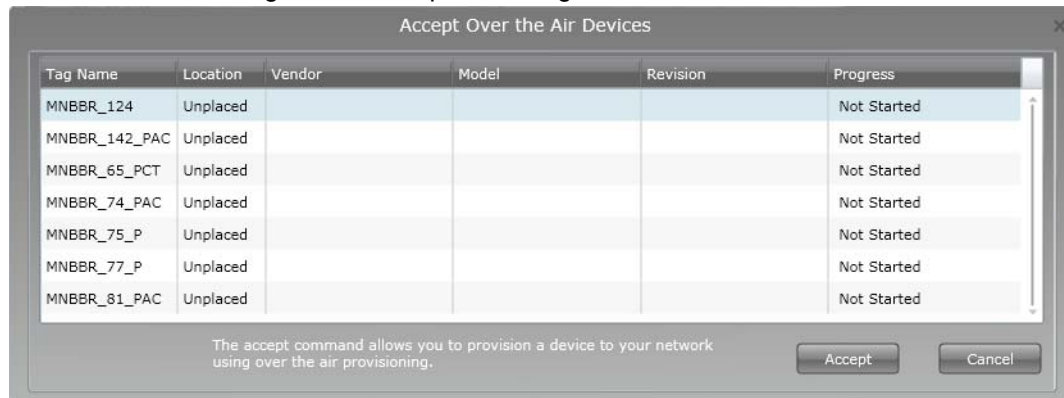 Accept Over the Air Devices
Tag Name Location Vendor Model Revision Progress
MNBBR_124 Unplaced Not Started
MNBBR_142_PAC Unplaced Not Started
MNBBR_65_PCT Unplaced Not Started
MNBBR_74_PAC Unplaced Not Started
MNBBR_75_P Unplaced Not Started
MNBBR_77_P Unplaced Not Started
MNBBR_81_PAC Unplaced Not Started
The accept command allows you to provision a device to your network
using over the air provisioning.
Accept Cancel